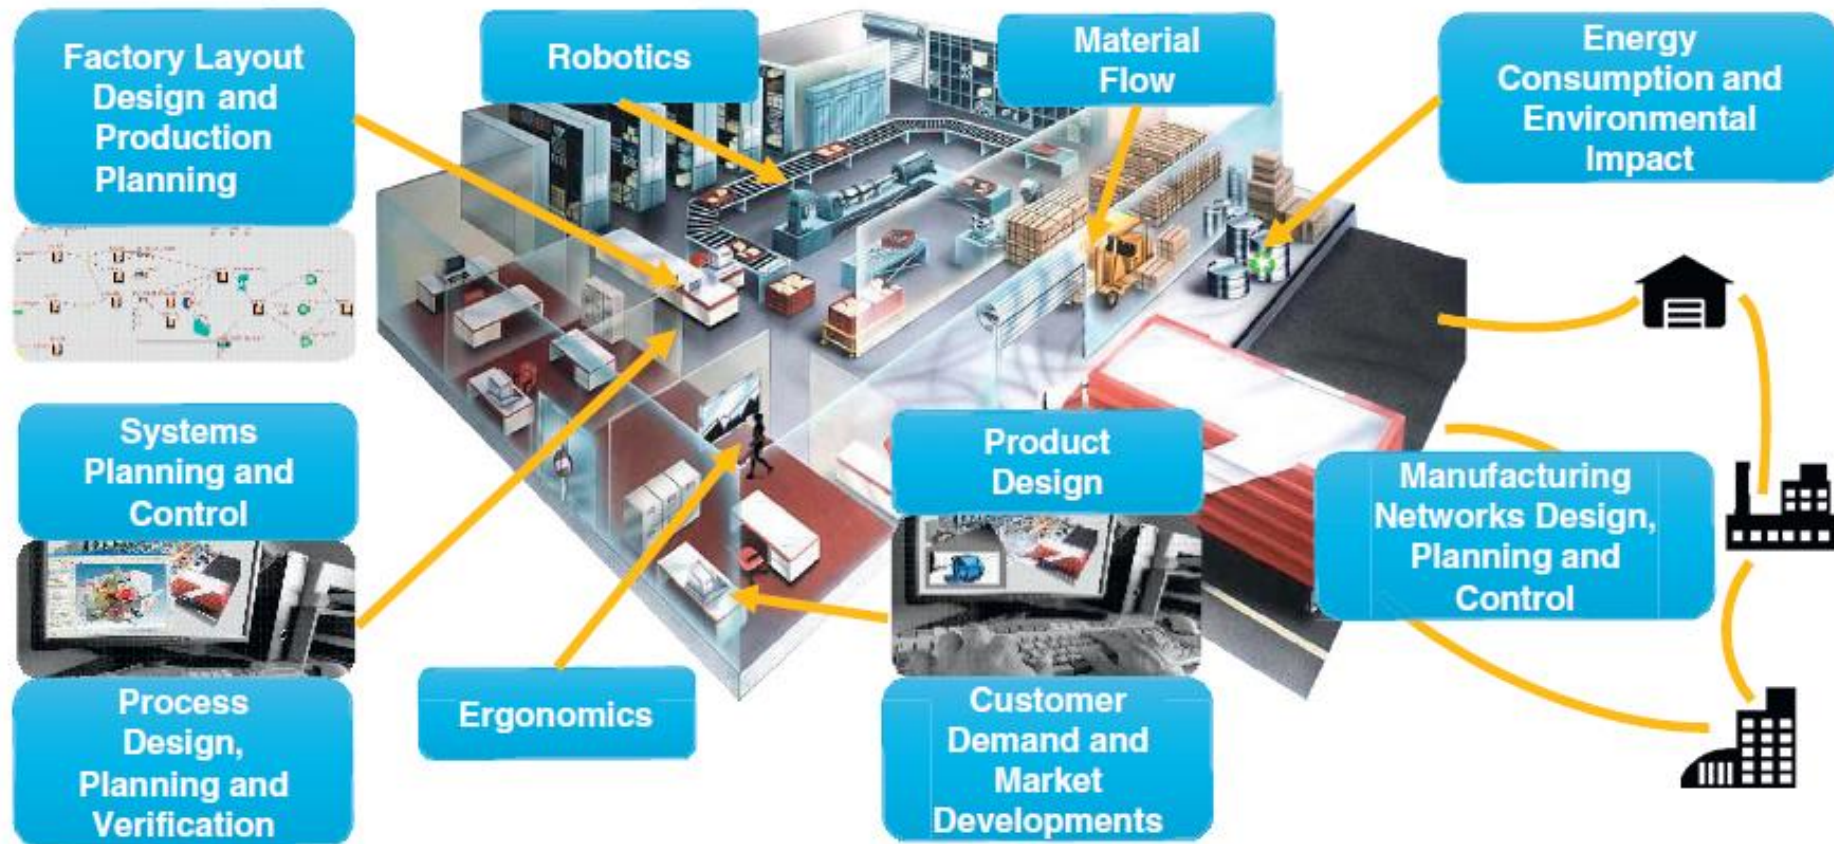 Factory Layout
Design and
Production
Planning
Robotics
Material
Flow
Energy
Consumption and
Environmental
Impact
Systems
Planning and
Control
Product
Design
Manufacturing
Networks Design,
Planning and
Control
Process
Design,
Planning and
Verification
Ergonomics
Customer
Demand and
Market
Developments